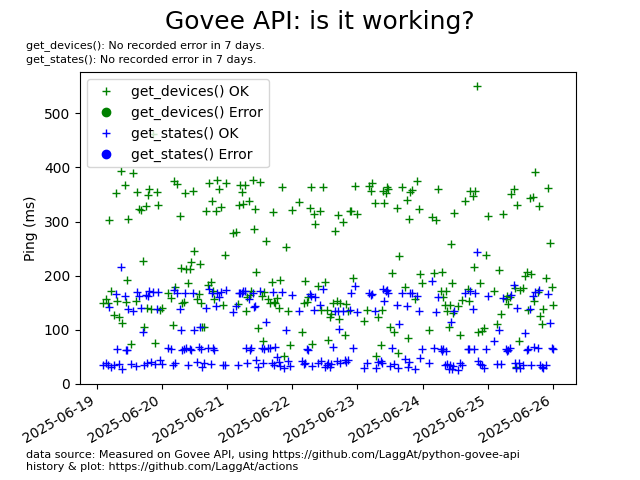 Govee API: is it working?
get_devices(): No recorded error in 7 days.
get_states(): No recorded error in 7 days.
get_devices() OK
get_devices() Error
get_states() OK
get_states() Error
Ping (ms)
500
400
300
200
100
0
2025-06-19
2025-06-20
2025-06-21
2025-06-22
2025-06-23
2025-06-24
2025-06-25
2025-06-26
data source: Measured on Govee API, using https://github.com/LaggAt/python-govee-api
history & plot: https://github.com/LaggAt/actions